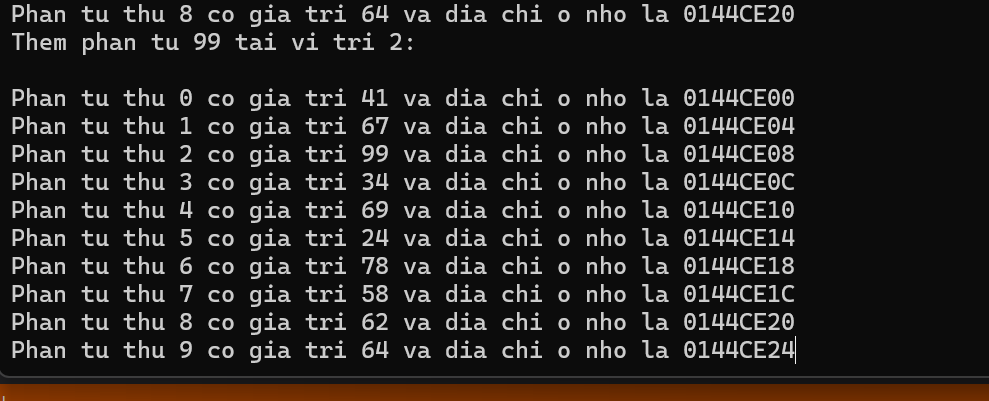 Phan tu thu 8 co gia tri 64 va dia chi o nho la 0144CE20
Them phan tu 99 tai vi tri 2:
Phan tu thu 0 co gia tri 41 va dia chi o nho la 0144CE00
Phan tu thu 1 co gia tri 67 va dia chi o nho la 0144CE04
Phan tu thu 2 co gia tri 99 va dia chi o nho la 0144CE08
Phan tu thu 3 co gia tri 34 va dia chi o nho la 0144CE0C
Phan tu thu 4 co gia tri 69 va dia chi o nho la 0144CE10
Phan tu thu 5 co gia tri 24 va dia chi o nho la 0144CE14
Phan tu thu 6 co gia tri 78 va dia chi o nho la 0144CE18
Phan tu thu 7 co gia tri 58 va dia chi o nho la 0144CE1C
Phan tu thu 8 co gia tri 62 va dia chi o nho la 0144CE20
Phan tu thu 9 co gia tri 64 va dia chi o nho la 0144CE24